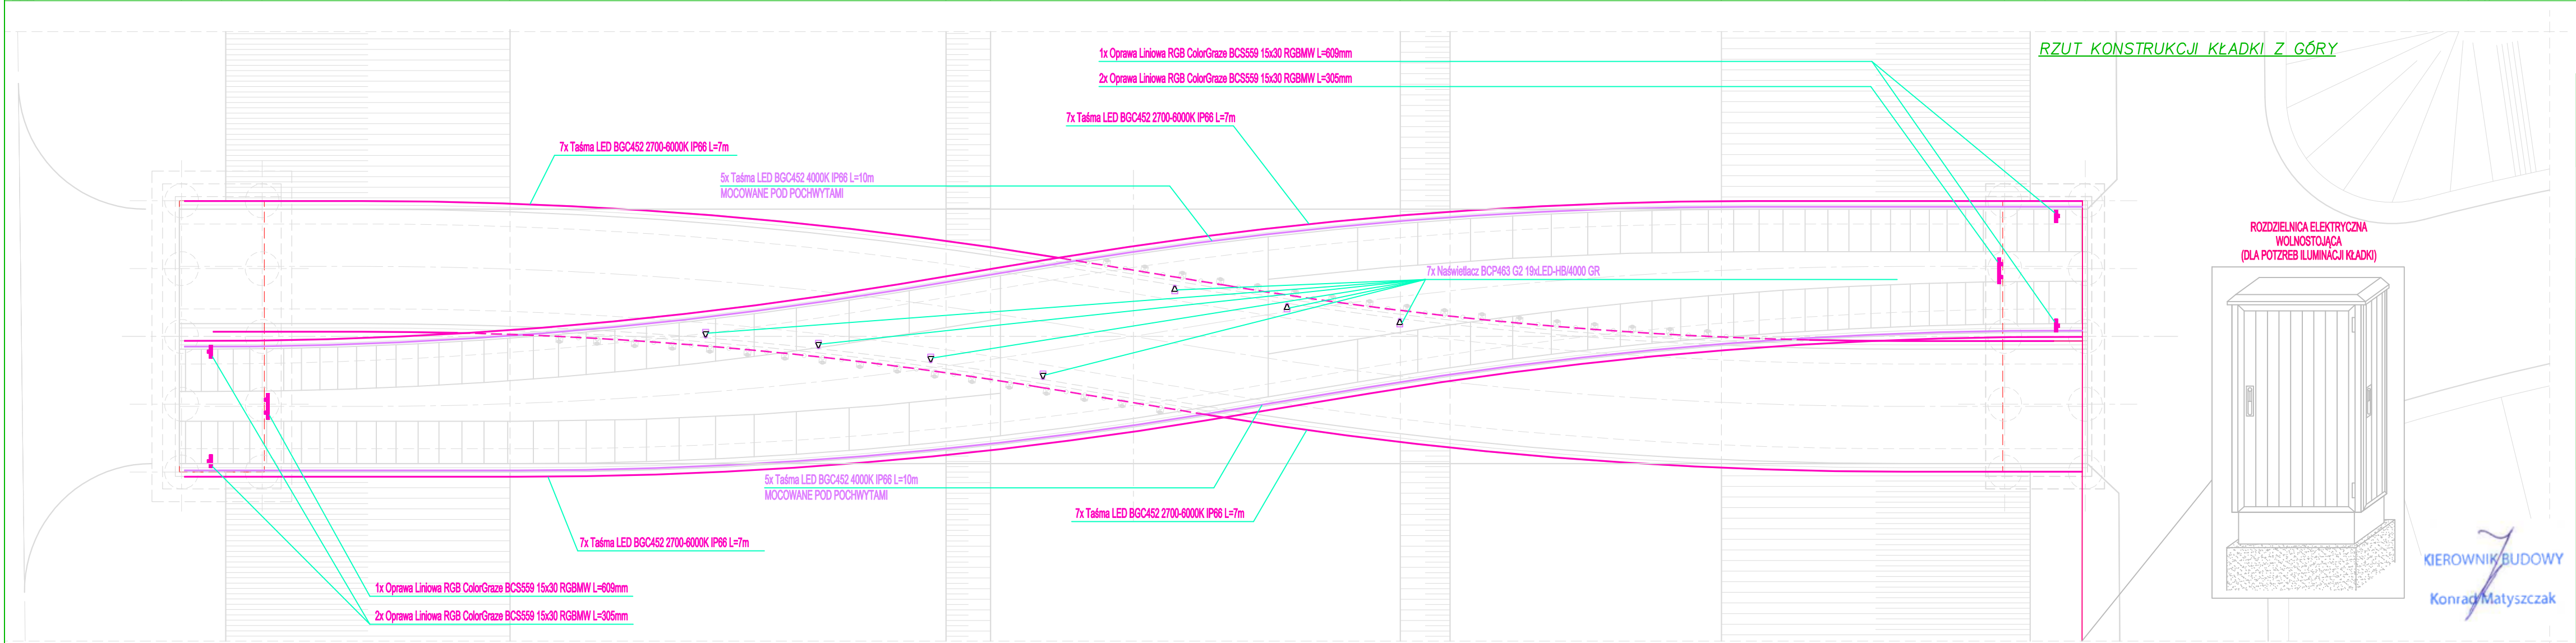 1x Oprawa Liniowa RGB ColorGraze BCS559 15x30 RGBMW L=609mm
2x Oprawa Liniowa RGB ColorGraze BCS559 15x30 RGBMW L=305mm
RZUT KONSTRUKCJI KŁADKI Z GÓRY
7x Taśma LED BGC452 2700-6000K IP66 L=7m
7x Taśma LED BGC452 2700-6000K IP66 L=7m
5x Taśma LED BGC452 4000K IP66 L=10m
MOCOWANE POD POCHWYTAMI
ROZDZIELNICA ELEKTRYCZNA
WOLNOSTOJĄCA
(DLA POTZREB ILUMINACJI KŁADKI)
7x Naświetlacz BCP463 G2 19xLED-HB/4000 GR
5x Taśma LED BGC452 4000K IP66 L=10m
MOCOWANE POD POCHWYTAMI
7x Taśma LED BGC452 2700-6000K IP66 L=7m
7x Taśma LED BGC452 2700-6000K IP66 L=7m
1x Oprawa Liniowa RGB ColorGraze BCS559 15x30 RGBMW L=609mm
2x Oprawa Liniowa RGB ColorGraze BCS559 15x30 RGBMW L=305mm
KIEROWNIK BUDOWY
Konrad Matyszczak